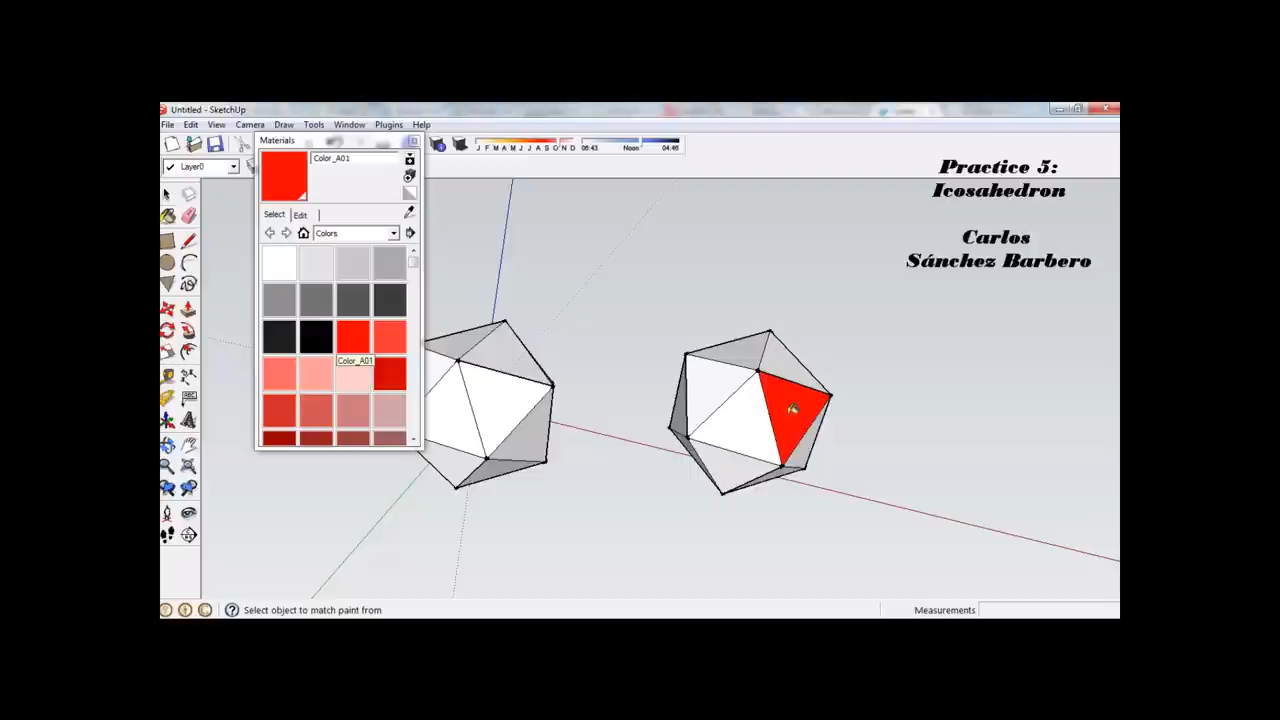 Untitled - SketchUp
File Edit View Camera Draw Tools Window Plugins Help
Materials
J F M A M J J A S O N D 06:43 Noon 04:46
Color_A01
Layer0
Practice 5:
Icosahedron
Select Edit
Colors
Carlos
Sánchez Barbero
Color_A01
Select object to match paint from
Measurements